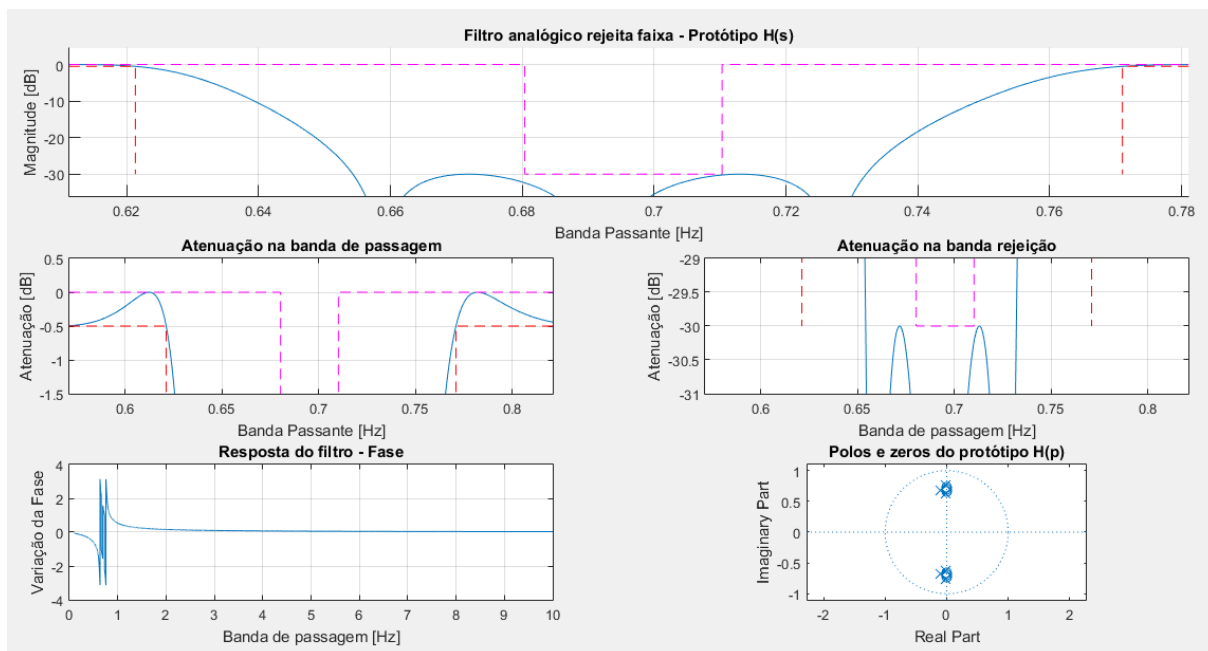 Filtro analógico rejeita faixa - Protótipo H(s)
Magnitude [dB]
0
-10
-20
-30
0.62 0.64 0.66 0.68 0.7 0.72 0.74 0.76 0.78
Banda Passante [Hz]
Atenuação na banda de passagem
Atenuação [dB]
0.5
0
-0.5
-1
-1.5
0.6 0.65 0.7 0.75 0.8
Banda Passante [Hz]
Atenuação na banda rejeição
Atenuação [dB]
-29
-29.5
-30
-30.5
-31
0.6 0.65 0.7 0.75 0.8
Banda de passagem [Hz]
Resposta do filtro - Fase
Variação da Fase
4
2
0
-2
-4
0 1 2 3 4 5 6 7 8 9 10
Banda de passagem [Hz]
Polos e zeros do protótipo H(p)
Imaginary Part
1
0.5
0
-0.5
-1
-2 -1 0 1 2
Real Part